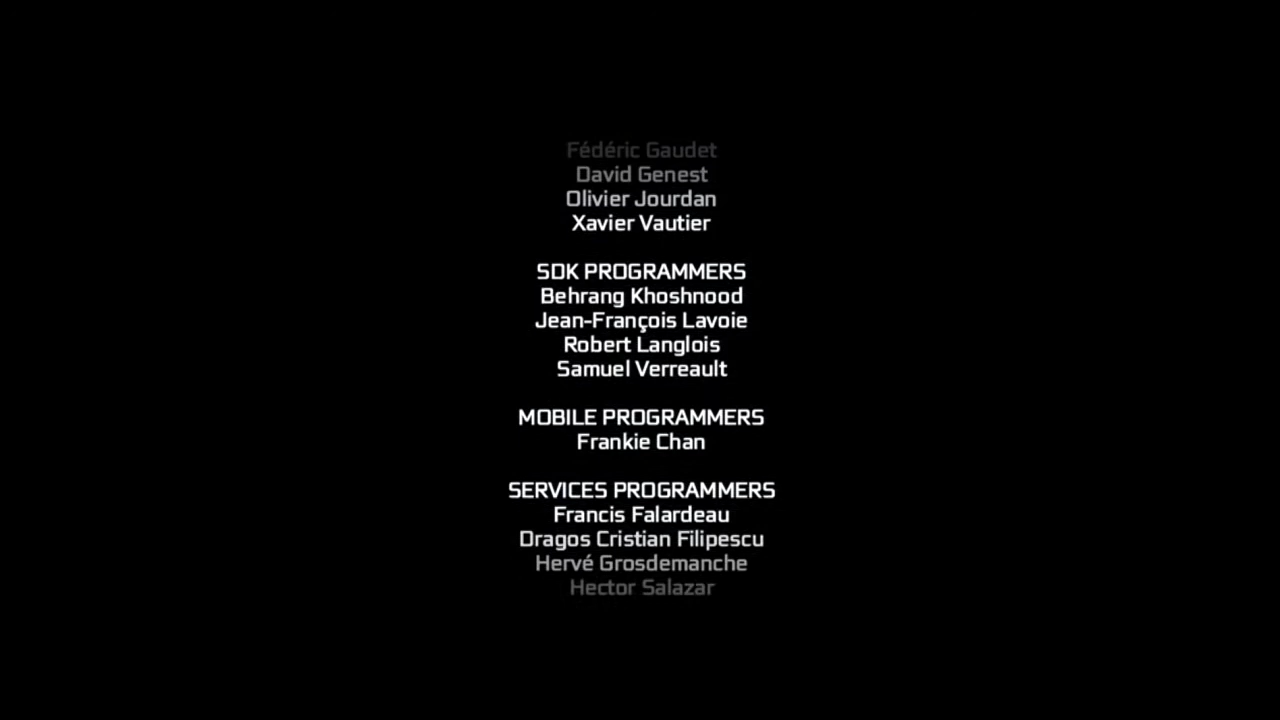 Fédéric Gaudet
David Genest
Olivier Jourdan
Xavier Vautier
SDK PROGRAMMERS
Behrang Khoshnood
Jean-François Lavoie
Robert Langlois
Samuel Verreault
MOBILE PROGRAMMERS
Frankie Chan
SERVICES PROGRAMMERS
Francis Falardeau
Dragos Cristian Filipescu
Hervé Grosdemanche
Hector Salazar